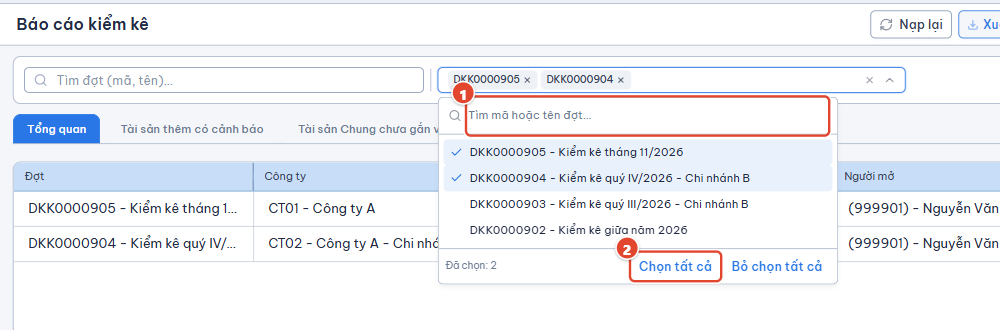 Báo cáo kiểm kê
Nạp lại
Tìm đợt (mã, tên)...
DKK0000905 ×
DKK0000904 ×
1
Tìm mã hoặc tên đợt...
Tổng quan
Tài sản thêm có cảnh báo
Tài sản Chung chưa gắn
DKK0000905 - Kiểm kê tháng 11/2026
DKK0000904 - Kiểm kê quý IV/2026 - Chi nhánh B
DKK0000903 - Kiểm kê quý III/2026 - Chi nhánh B
DKK0000902 - Kiểm kê giữa năm 2026
2
Đã chọn: 2
Chọn tất cả
Bỏ chọn tất cả
Đợt
Công ty
Người mở
DKK0000905 - Kiểm kê tháng 1...
CT01 - Công ty A
(999901) - Nguyễn Văn
DKK0000904 - Kiểm kê quý IV/...
CT02 - Công ty A - Chi nhá
(999901) - Nguyễn Văn